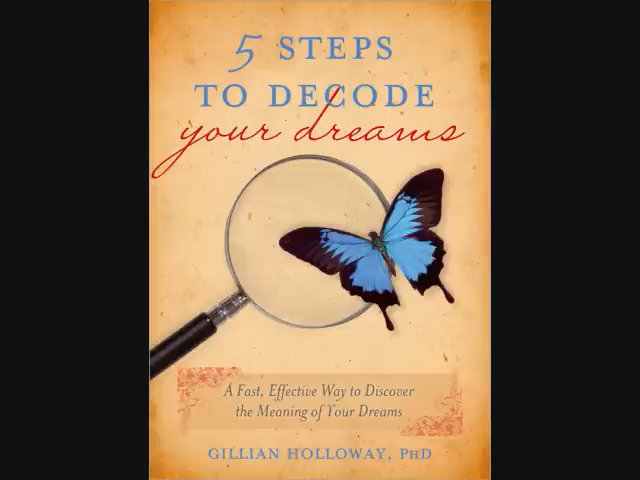 5 STEPS
TO DECODE
your dreams
A Fast, Effective Way to Discover
the Meaning of Your Dreams
GILLIAN HOLLOWAY, PhD